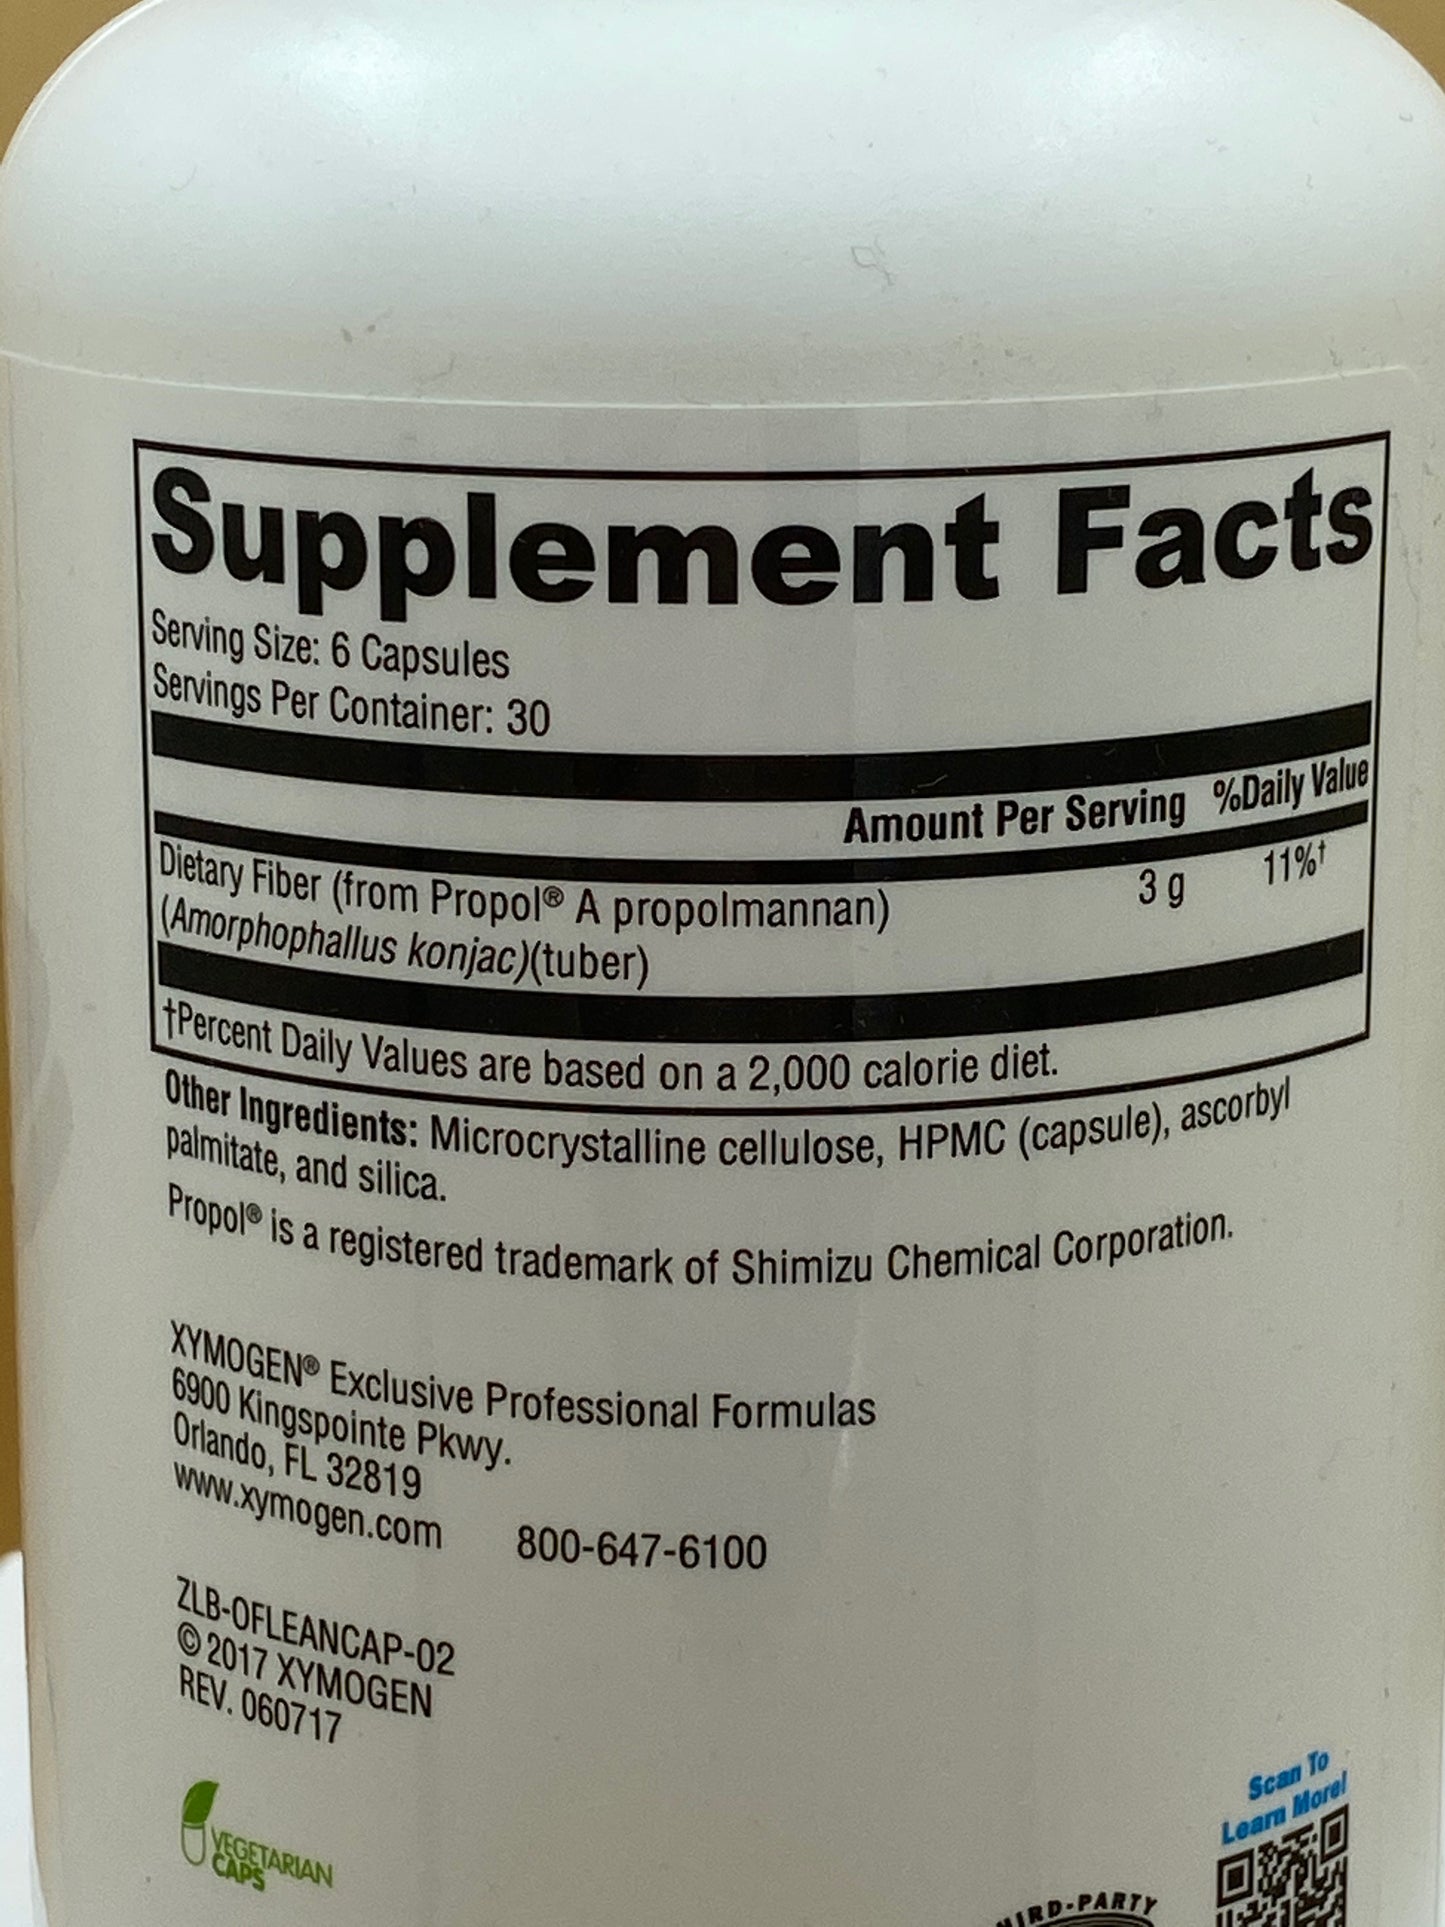 Supplement Facts
Serving Size: 6 Capsules
Servings Per Container: 30
Amount Per Serving %Daily Value
Dietary Fiber (from Propol® A propolmannan) 3 g 11%†
(Amorphophallus konjac)(tuber)
†Percent Daily Values are based on a 2,000 calorie diet.
Other Ingredients: Microcrystalline cellulose, HPMC (capsule), ascorbyl
palmitate, and silica.
Propol® is a registered trademark of Shimizu Chemical Corporation.
XYMOGEN® Exclusive Professional Formulas
6900 Kingspointe Pkwy.
Orlando, FL 32819
www.xymogen.com 800-647-6100
ZLB-OFLEANCAP-02
© 2017 XYMOGEN
REV. 060717
VEGETARIAN
CAPS
Scan To
Learn More!
THIRD-PARTY